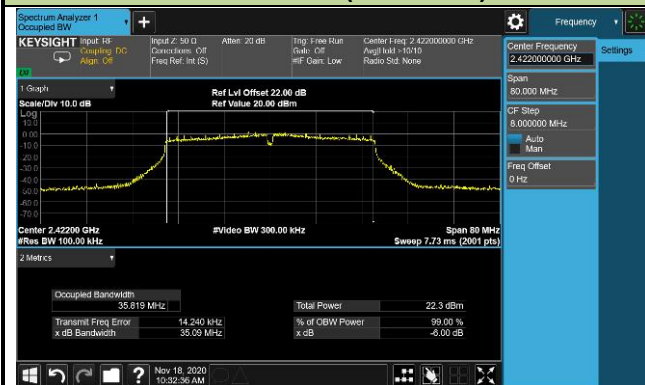 Spectrum Analyzer 1
Occupied BW
Frequency
KEYSIGHT
Input: RF
Coupling: DC
Align: Off
Input Z: 50 Ω
Corrections: Off
Freq Ref: Int (S)
Atten: 20 dB
Trig: Free Run
Gate: Off
#IF Gain: Low
Center Freq: 2.422000000 GHz
Avg|Hold: >10/10
Radio Std: None
Center Frequency
2.422000000 GHz
Settings
Span
80.000 MHz
CF Step
8.000000 MHz
Auto
Man
Freq Offset
0 Hz
1 Graph
Scale/Div 10.0 dB
Ref Lvl Offset 22.00 dB
Ref Value 20.00 dBm
Log
10.0
0.00
-10.0
-20.0
-30.0
-40.0
-50.0
-60.0
-70.0
Center 2.42200 GHz
#Res BW 100.00 kHz
#Video BW 300.00 kHz
Span 80 MHz
Sweep 7.73 ms (2001 pts)
2 Metrics
Occupied Bandwidth
35.819 MHz
Total Power 22.3 dBm
Transmit Freq Error 14.240 kHz
% of OBW Power 99.00 %
x dB Bandwidth 35.09 MHz
x dB -6.00 dB
Nov 18, 2020
10:32:36 AM